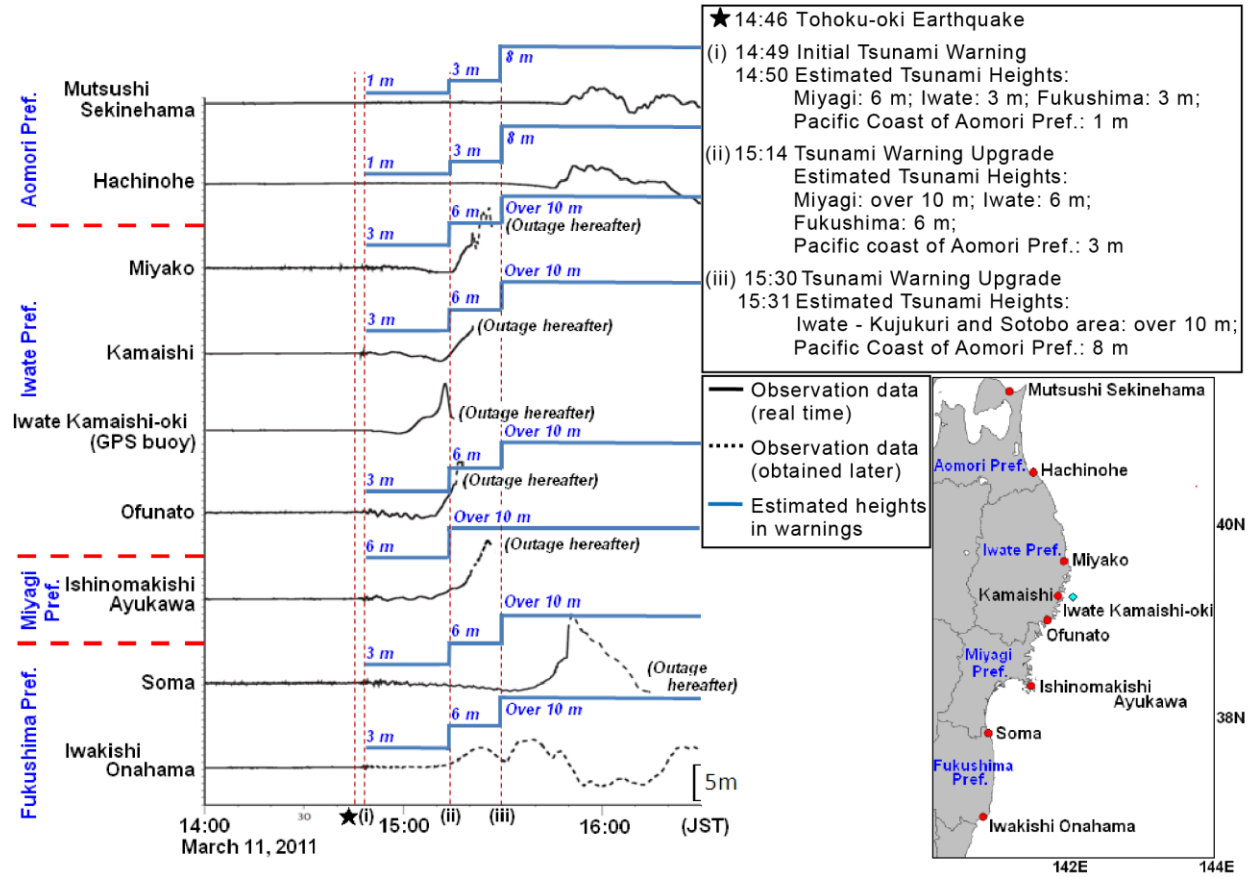 Aomori Pref.
Iwate Pref.
Miyagi
Pref.
Fukushima Pref.
Mutsushi
Sekinehama
1 m
3 m
8 m
Hachinohe
1 m
3 m
8 m
Miyako
3 m
6 m
Over 10 m
(Outage hereafter)
Kamaishi
3 m
6 m
Over 10 m
(Outage hereafter)
Iwate Kamaishi-oki
(GPS buoy)
(Outage hereafter)
Ofunato
3 m
6 m
Over 10 m
(Outage hereafter)
Ishinomakishi
Ayukawa
6 m
Over 10 m
(Outage hereafter)
Soma
3 m
6 m
Over 10 m
(Outage
hereafter)
Iwakishi
Onahama
3 m
6 m
Over 10 m
5m
14:00
30
★
(i)
15:00
(ii)
(iii)
16:00
(JST)
March 11, 2011
★ 14:46 Tohoku-oki Earthquake
(i) 14:49 Initial Tsunami Warning
14:50 Estimated Tsunami Heights:
Miyagi: 6 m; Iwate: 3 m; Fukushima: 3 m;
Pacific Coast of Aomori Pref.: 1 m
(ii) 15:14 Tsunami Warning Upgrade
Estimated Tsunami Heights:
Miyagi: over 10 m; Iwate: 6 m;
Fukushima: 6 m;
Pacific coast of Aomori Pref.: 3 m
(iii) 15:30 Tsunami Warning Upgrade
15:31 Estimated Tsunami Heights:
Iwate - Kujukuri and Sotobo area: over 10 m;
Pacific Coast of Aomori Pref.: 8 m
Observation data
(real time)
Observation data
(obtained later)
Estimated heights
in warnings
Mutsushi Sekinehama
Aomori Pref.
Hachinohe
40N
Iwate Pref.
Miyako
Kamaishi
Iwate Kamaishi-oki
Ofunato
Miyagi
Pref.
Ishinomakishi
Ayukawa
38N
Soma
Fukushima
Pref.
Iwakishi Onahama
142E
144E